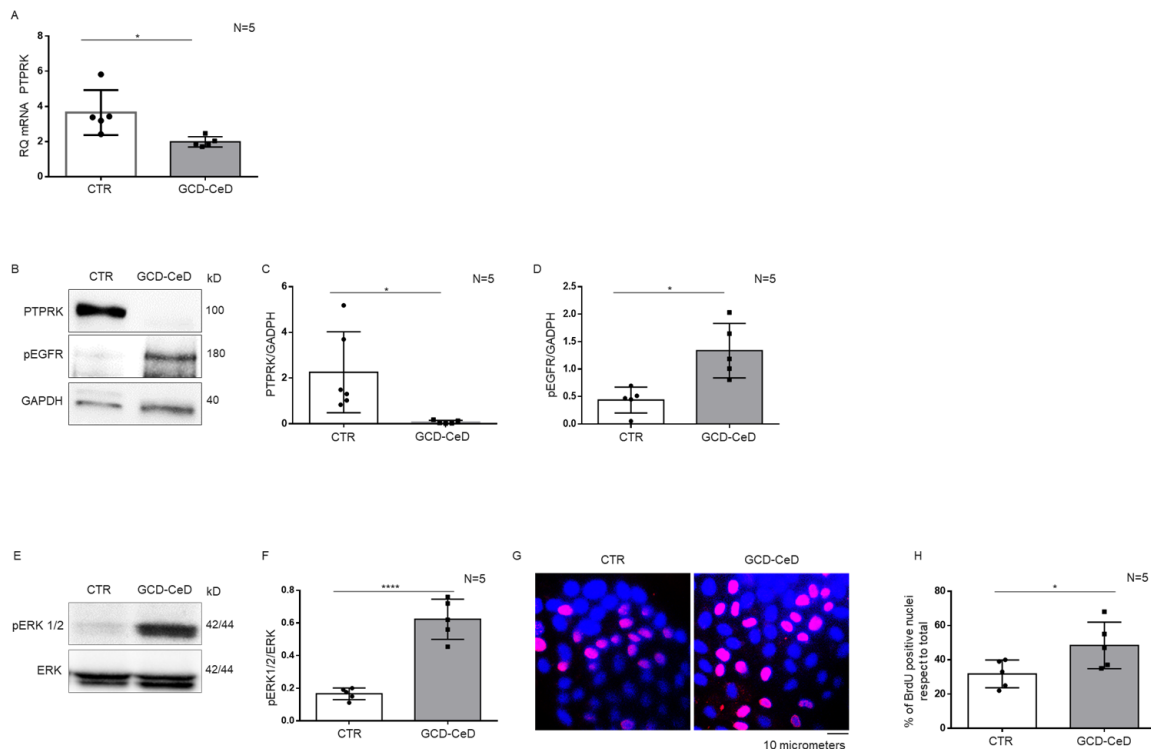 A
N=5
*
8
6
4
2
0
RQ mRNA PTPRK
CTR
GCD-CeD
B
CTR GCD-CeD kD
PTPRK 100
pEGFR 180
GAPDH 40
C
N=5
*
6
4
2
0
PTPRK/GADPH
CTR
GCD-CeD
D
N=5
*
2.5
2.0
1.5
1.0
0.5
0.0
pEGFR/GADPH
CTR
GCD-CeD
E
CTR GCD-CeD kD
pERK 1/2 42/44
ERK 42/44
F
N=5
****
0.8
0.6
0.4
0.2
0.0
pERK1/2/ERK
CTR
GCD-CeD
G
CTR
GCD-CeD
10 micrometers
H
N=5
*
80
60
40
20
0
% of BrdU positive nuclei
respect to total
CTR
GCD-CeD